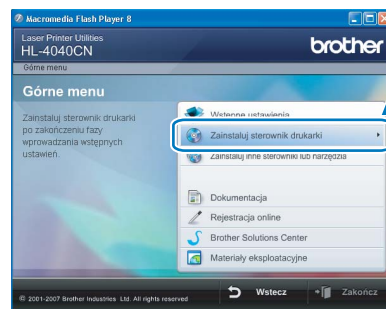 Macromedia Flash Player 8
Laser Printer Utilities
HL-4040CN
brother
Górne menu
Górne menu
Zainstaluj sterownik drukarki
po zakończeniu fazy
wprowadzania wstępnych
ustawień.
Wstępne ustawienia
Zainstaluj sterownik drukarki
Zainstaluj inne sterowniki lub narzędzia
Dokumentacja
Rejestracja online
Brother Solutions Center
Materiały eksploatacyjne
© 2001-2007 Brother Industries Ltd. All rights reserved
Wstecz
Zakończ